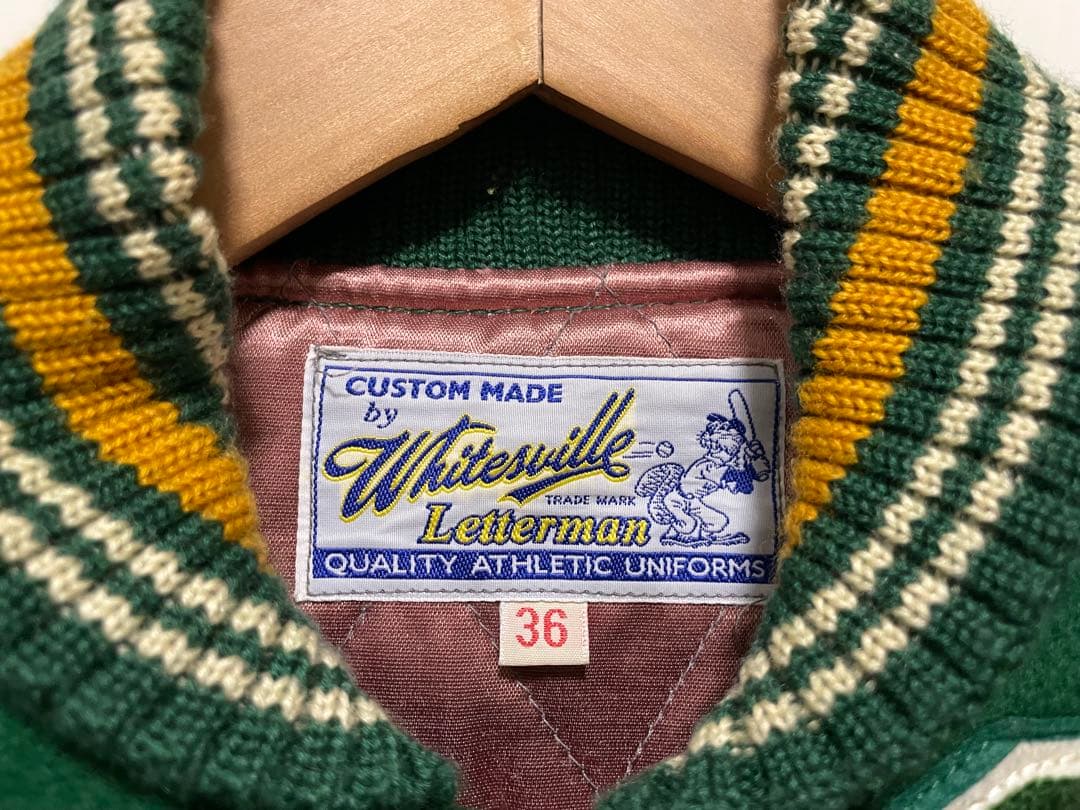 CUSTOM MADE
by
Whitesville
TRADE MARK
Letterman
QUALITY ATHLETIC UNIFORMS
36